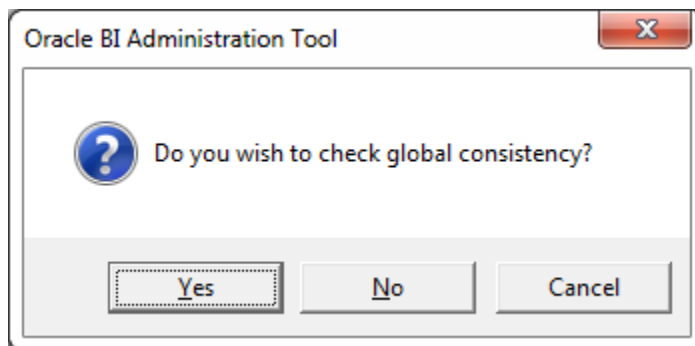 Oracle BI Administration Tool
Do you wish to check global consistency?
Yes
No
Cancel